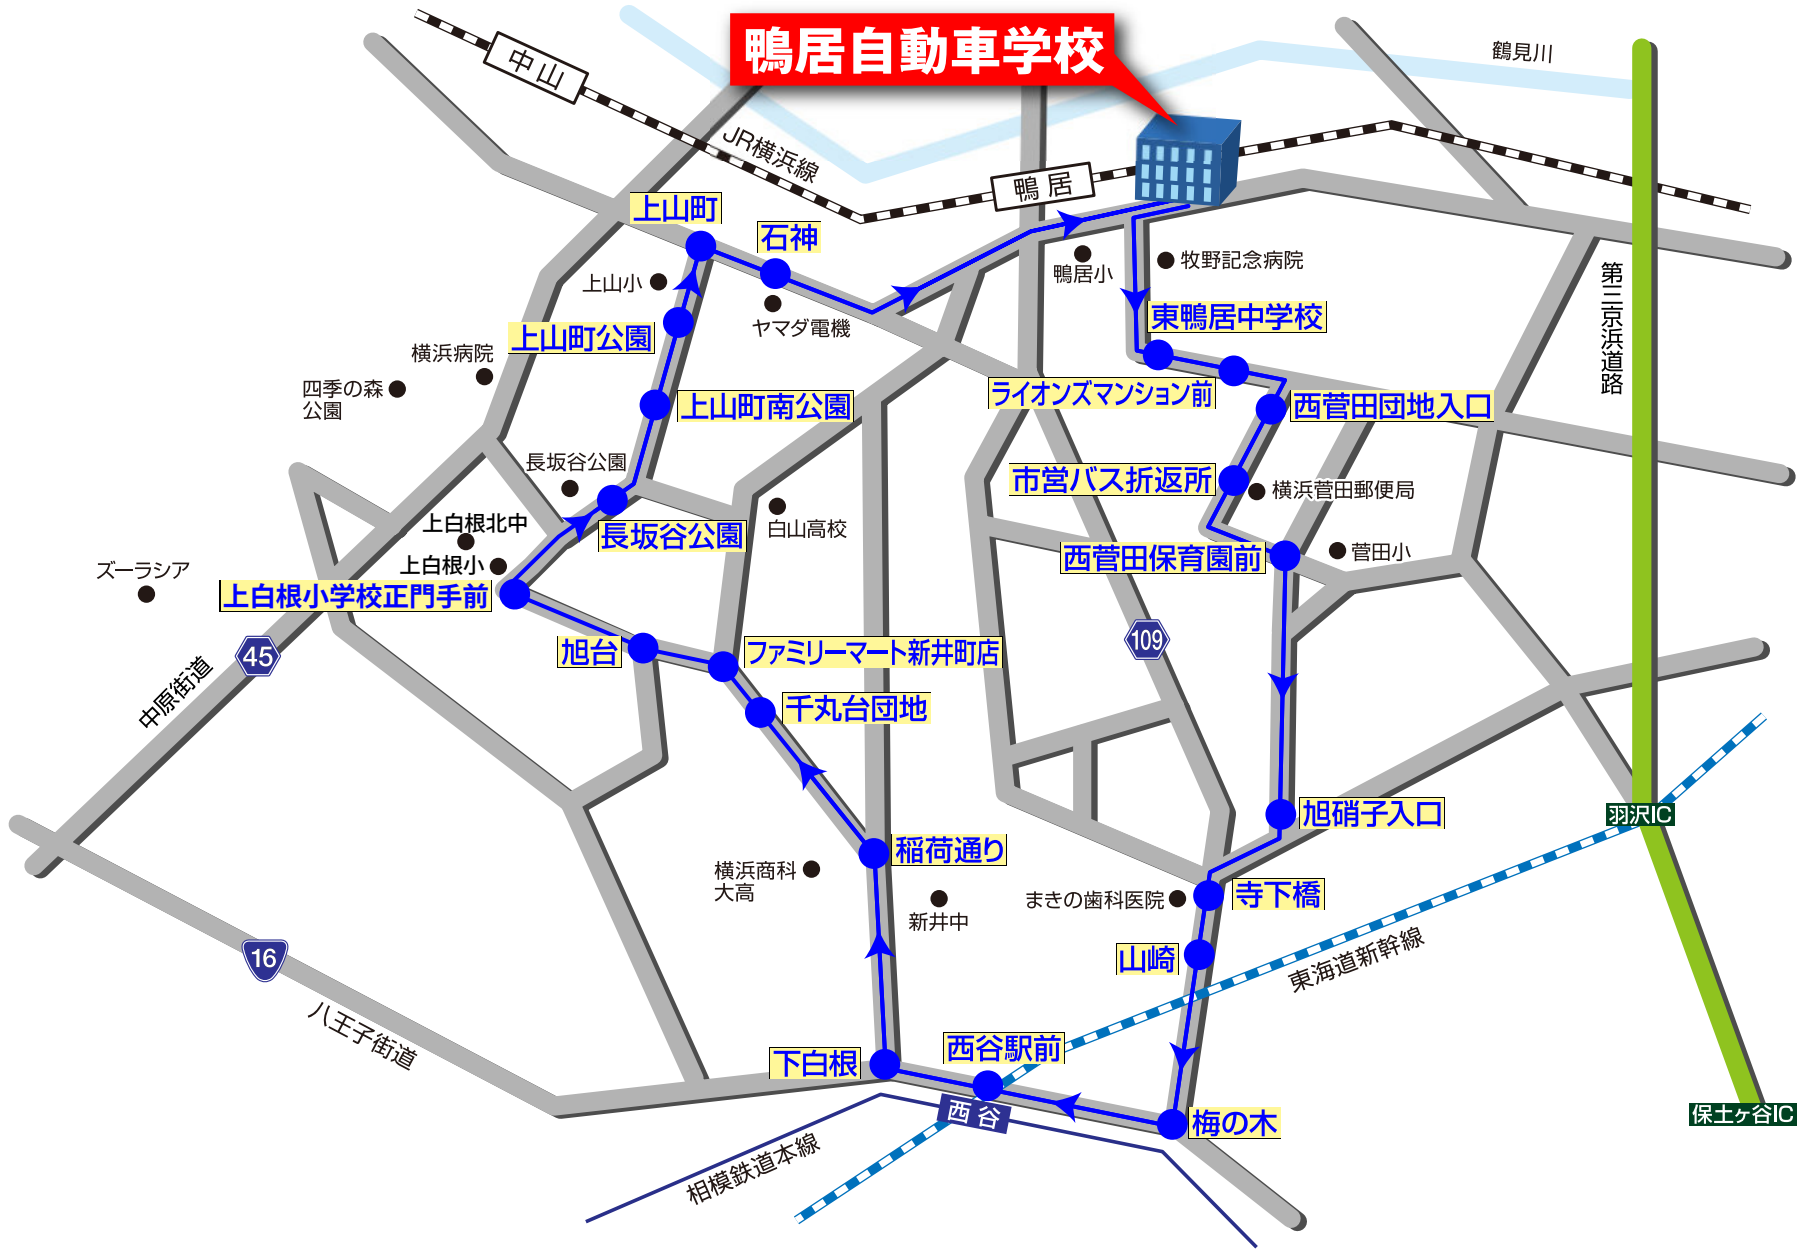 鴨居自動車学校
鶴見川
中山
JR横浜線
鴨居
上山町
石神
上山小
ヤマダ電機
鴨居小
牧野記念病院
第三京浜道路
上山町公園
東鴨居中学校
横浜病院
四季の森
公園
上山町南公園
ライオンズマンション前
西菅田団地入口
長坂谷公園
市営バス折返所
横浜菅田郵便局
上白根北中
長坂谷公園
白山高校
上白根小
西菅田保育園前
菅田小
ズーラシア
上白根小学校正門手前
45
旭台
ファミリーマート新井町店
109
中原街道
千丸台団地
旭硝子入口
羽沢IC
稲荷通り
横浜商科
大高
新井中
まきの歯科医院
寺下橋
16
山崎
東海道新幹線
八王子街道
下白根
西谷駅前
西谷
梅の木
保土ヶ谷IC
相模鉄道本線